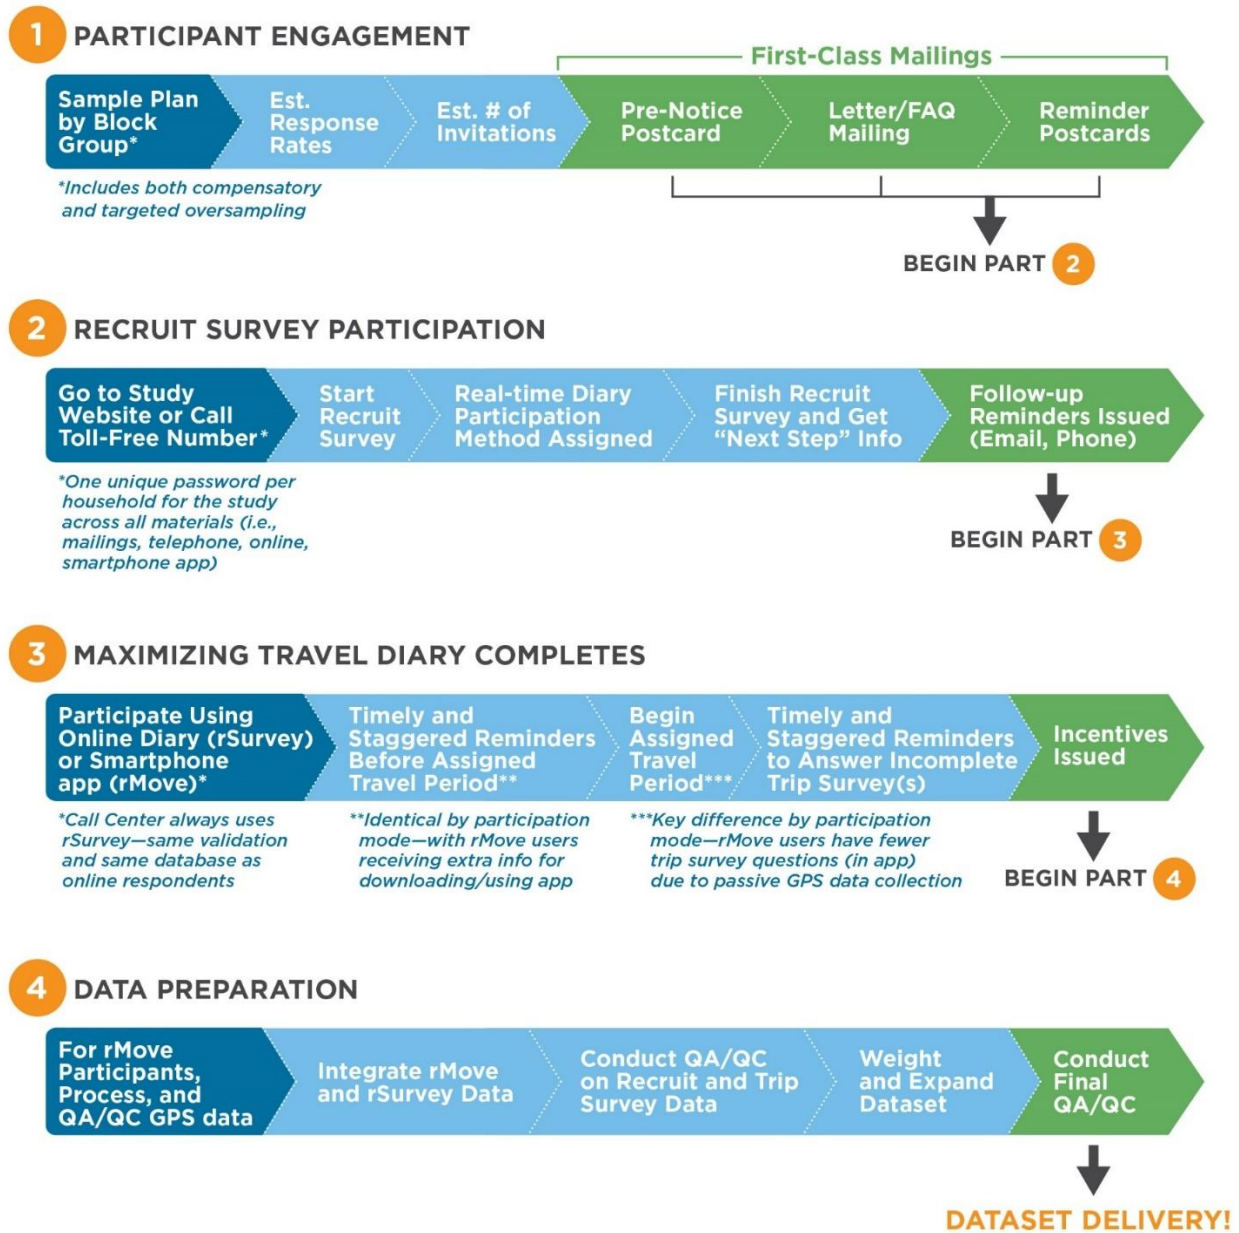 1 PARTICIPANT ENGAGEMENT
First-Class Mailings
Sample Plan
by Block
Group*
Est.
Response
Rates
Est. # of
Invitations
Pre-Notice
Postcard
Letter/FAQ
Mailing
Reminder
Postcards
*Includes both compensatory
and targeted oversampling
BEGIN PART 2
2 RECRUIT SURVEY PARTICIPATION
Go to Study
Website or Call
Toll-Free Number*
Start
Recruit
Survey
Real-time Diary
Participation
Method Assigned
Finish Recruit
Survey and Get
“Next Step” Info
Follow-up
Reminders Issued
(Email, Phone)
*One unique password per
household for the study
across all materials (i.e.,
mailings, telephone, online,
smartphone app)
BEGIN PART 3
3 MAXIMIZING TRAVEL DIARY COMPLETES
Participate Using
Online Diary (rSurvey)
or Smartphone
app (rMove)*
Timely and
Staggered Reminders
Before Assigned
Travel Period**
Begin
Assigned
Travel
Period***
Timely and
Staggered Reminders
to Answer Incomplete
Trip Survey(s)
Incentives
Issued
*Call Center always uses
rSurvey—same validation
and same database as
online respondents
**Identical by participation
mode—with rMove users
receiving extra info for
downloading/using app
***Key difference by participation
mode—rMove users have fewer
trip survey questions (in app)
due to passive GPS data collection
BEGIN PART 4
4 DATA PREPARATION
For rMove
Participants,
Process, and
QA/QC GPS data
Integrate rMove
and rSurvey Data
Conduct QA/QC
on Recruit and Trip
Survey Data
Weight
and Expand
Dataset
Conduct
Final
QA/QC
DATASET DELIVERY!